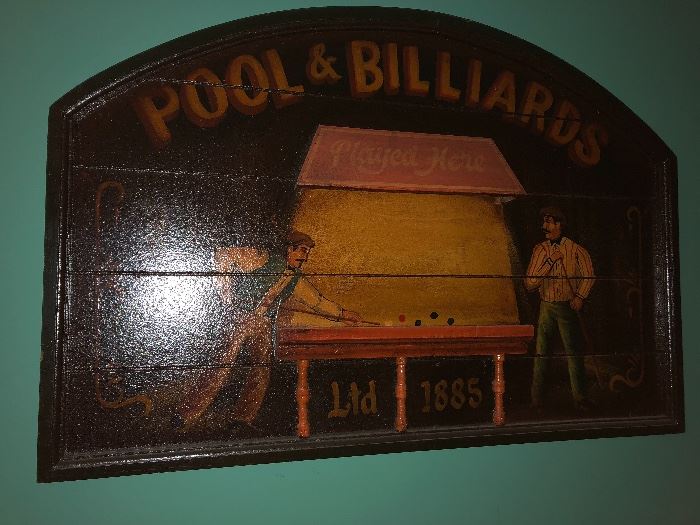 POOL & BILLIARDS
Played Here
Ltd 1885